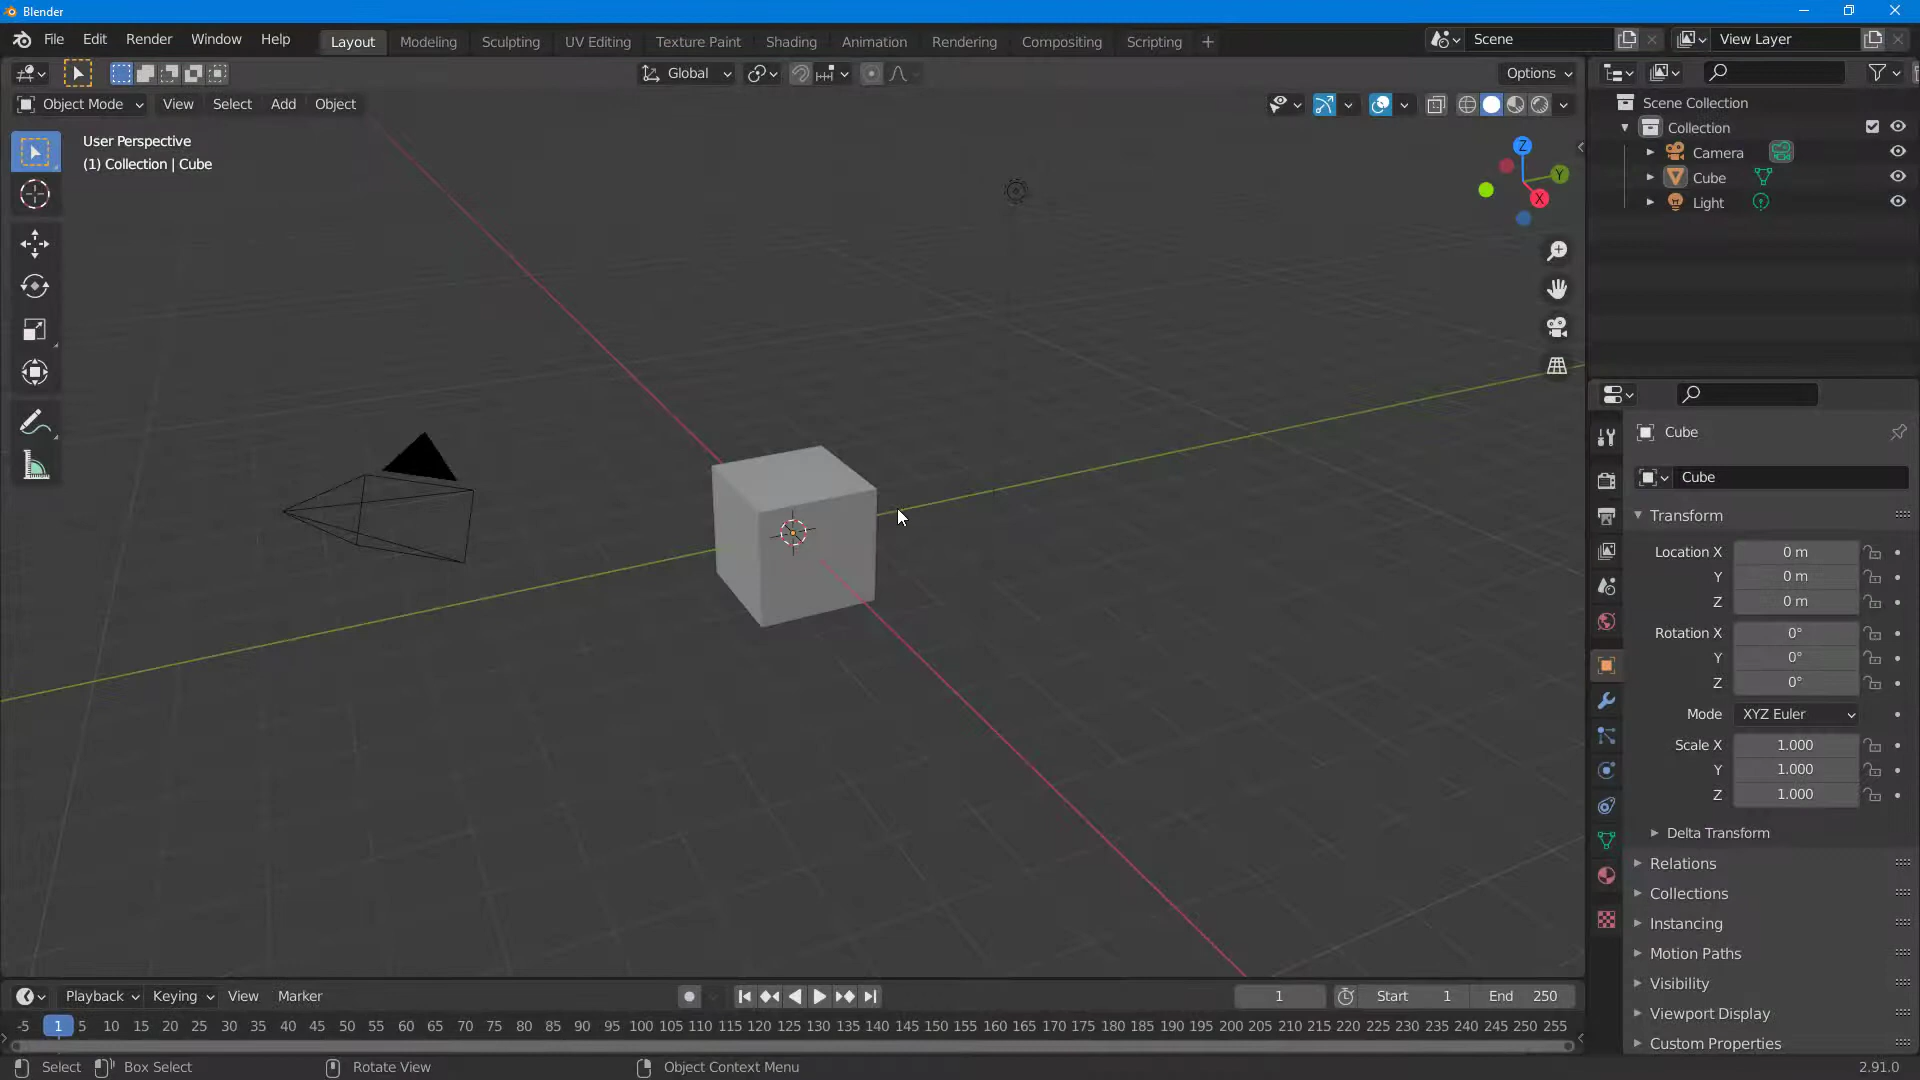 Blender
File Edit Render Window Help Layout Modeling Sculpting UV Editing Texture Paint Shading Animation Rendering Compositing Scripting + Scene View Layer
Global Options
Object Mode View Select Add Object
User Perspective
(1) Collection | Cube
Z
Y
X
Scene Collection
Collection
Camera
Cube
Light
Cube
Cube
Transform
Location X 0 m
Y 0 m
Z 0 m
Rotation X 0°
Y 0°
Z 0°
Mode XYZ Euler
Scale X 1.000
Y 1.000
Z 1.000
Delta Transform
Relations
Collections
Instancing
Motion Paths
Visibility
Viewport Display
Custom Properties
Playback Keying View Marker 1 Start 1 End 250
-5 1 5 10 15 20 25 30 35 40 45 50 55 60 65 70 75 80 85 90 95 100 105 110 115 120 125 130 135 140 145 150 155 160 165 170 175 180 185 190 195 200 205 210 215 220 225 230 235 240 245 250 255
Select Box Select Rotate View Object Context Menu 2.91.0